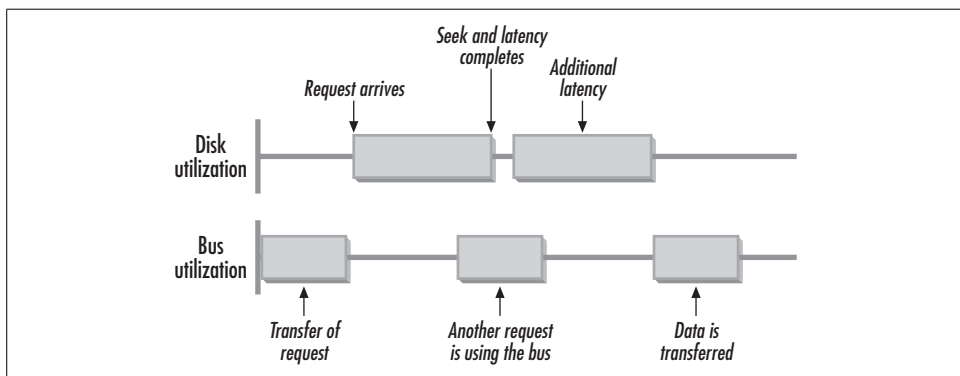 Seek and latency
completes
Request arrives
Additional
latency
Disk
utilization
Bus
utilization
Transfer of
request
Another request
is using the bus
Data is
transferred